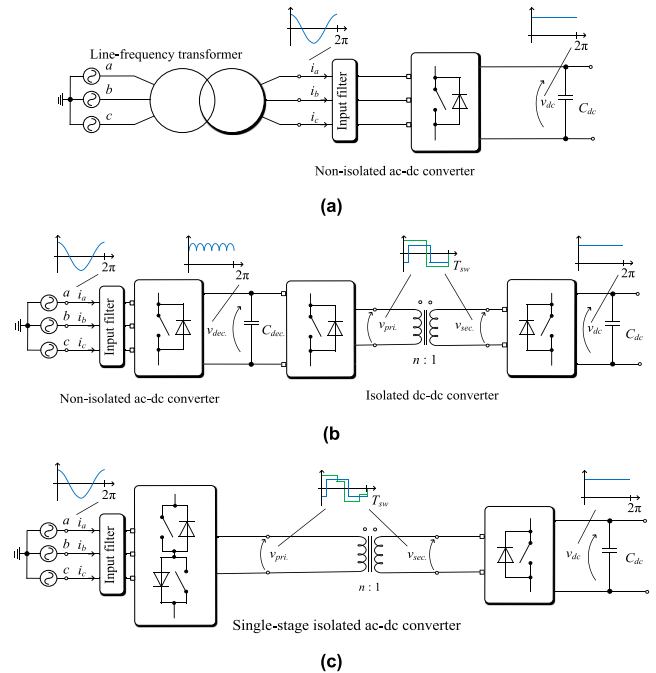 2π
2π
Line-frequency transformer
a
b
c
i_a
i_b
i_c
Input filter
v_dc
C_dc
Non-isolated ac-dc converter
(a)
2π
2π
T_sw
2π
a i_a
b i_b
c i_c
Input filter
v_dec.
C_dec.
v_pri.
v_sec.
n : 1
v_dc
C_dc
Non-isolated ac-dc converter
Isolated dc-dc converter
(b
2π
T_sw
2π
a i_a
b i_b
c i_c
Input filter
v_pri.
v_sec.
n : 1
v_dc
C_dc
Single-stage isolated ac-dc converter
(c)